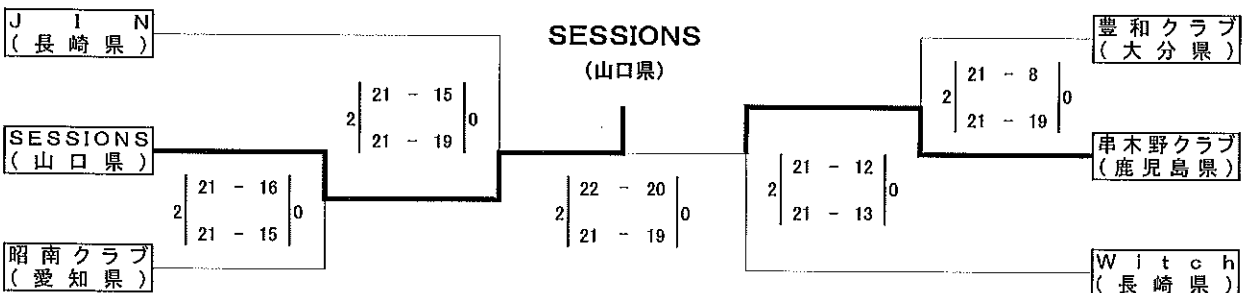 J I N
( 長 崎 県 )
SESSIONS
( 山 口 県 )
昭 南 ク ラ ブ
( 愛 知 県 )
21 - 15
2 0
21 - 19
21 - 16
2 0
21 - 15
SESSIONS
(山口県)
22 - 20
2 0
21 - 19
21 - 8
2 0
21 - 19
21 - 12
2 0
21 - 13
豊 和 ク ラ ブ
( 大 分 県 )
串木野クラブ
(鹿児島県)
W i t c h
( 長 崎 県 )